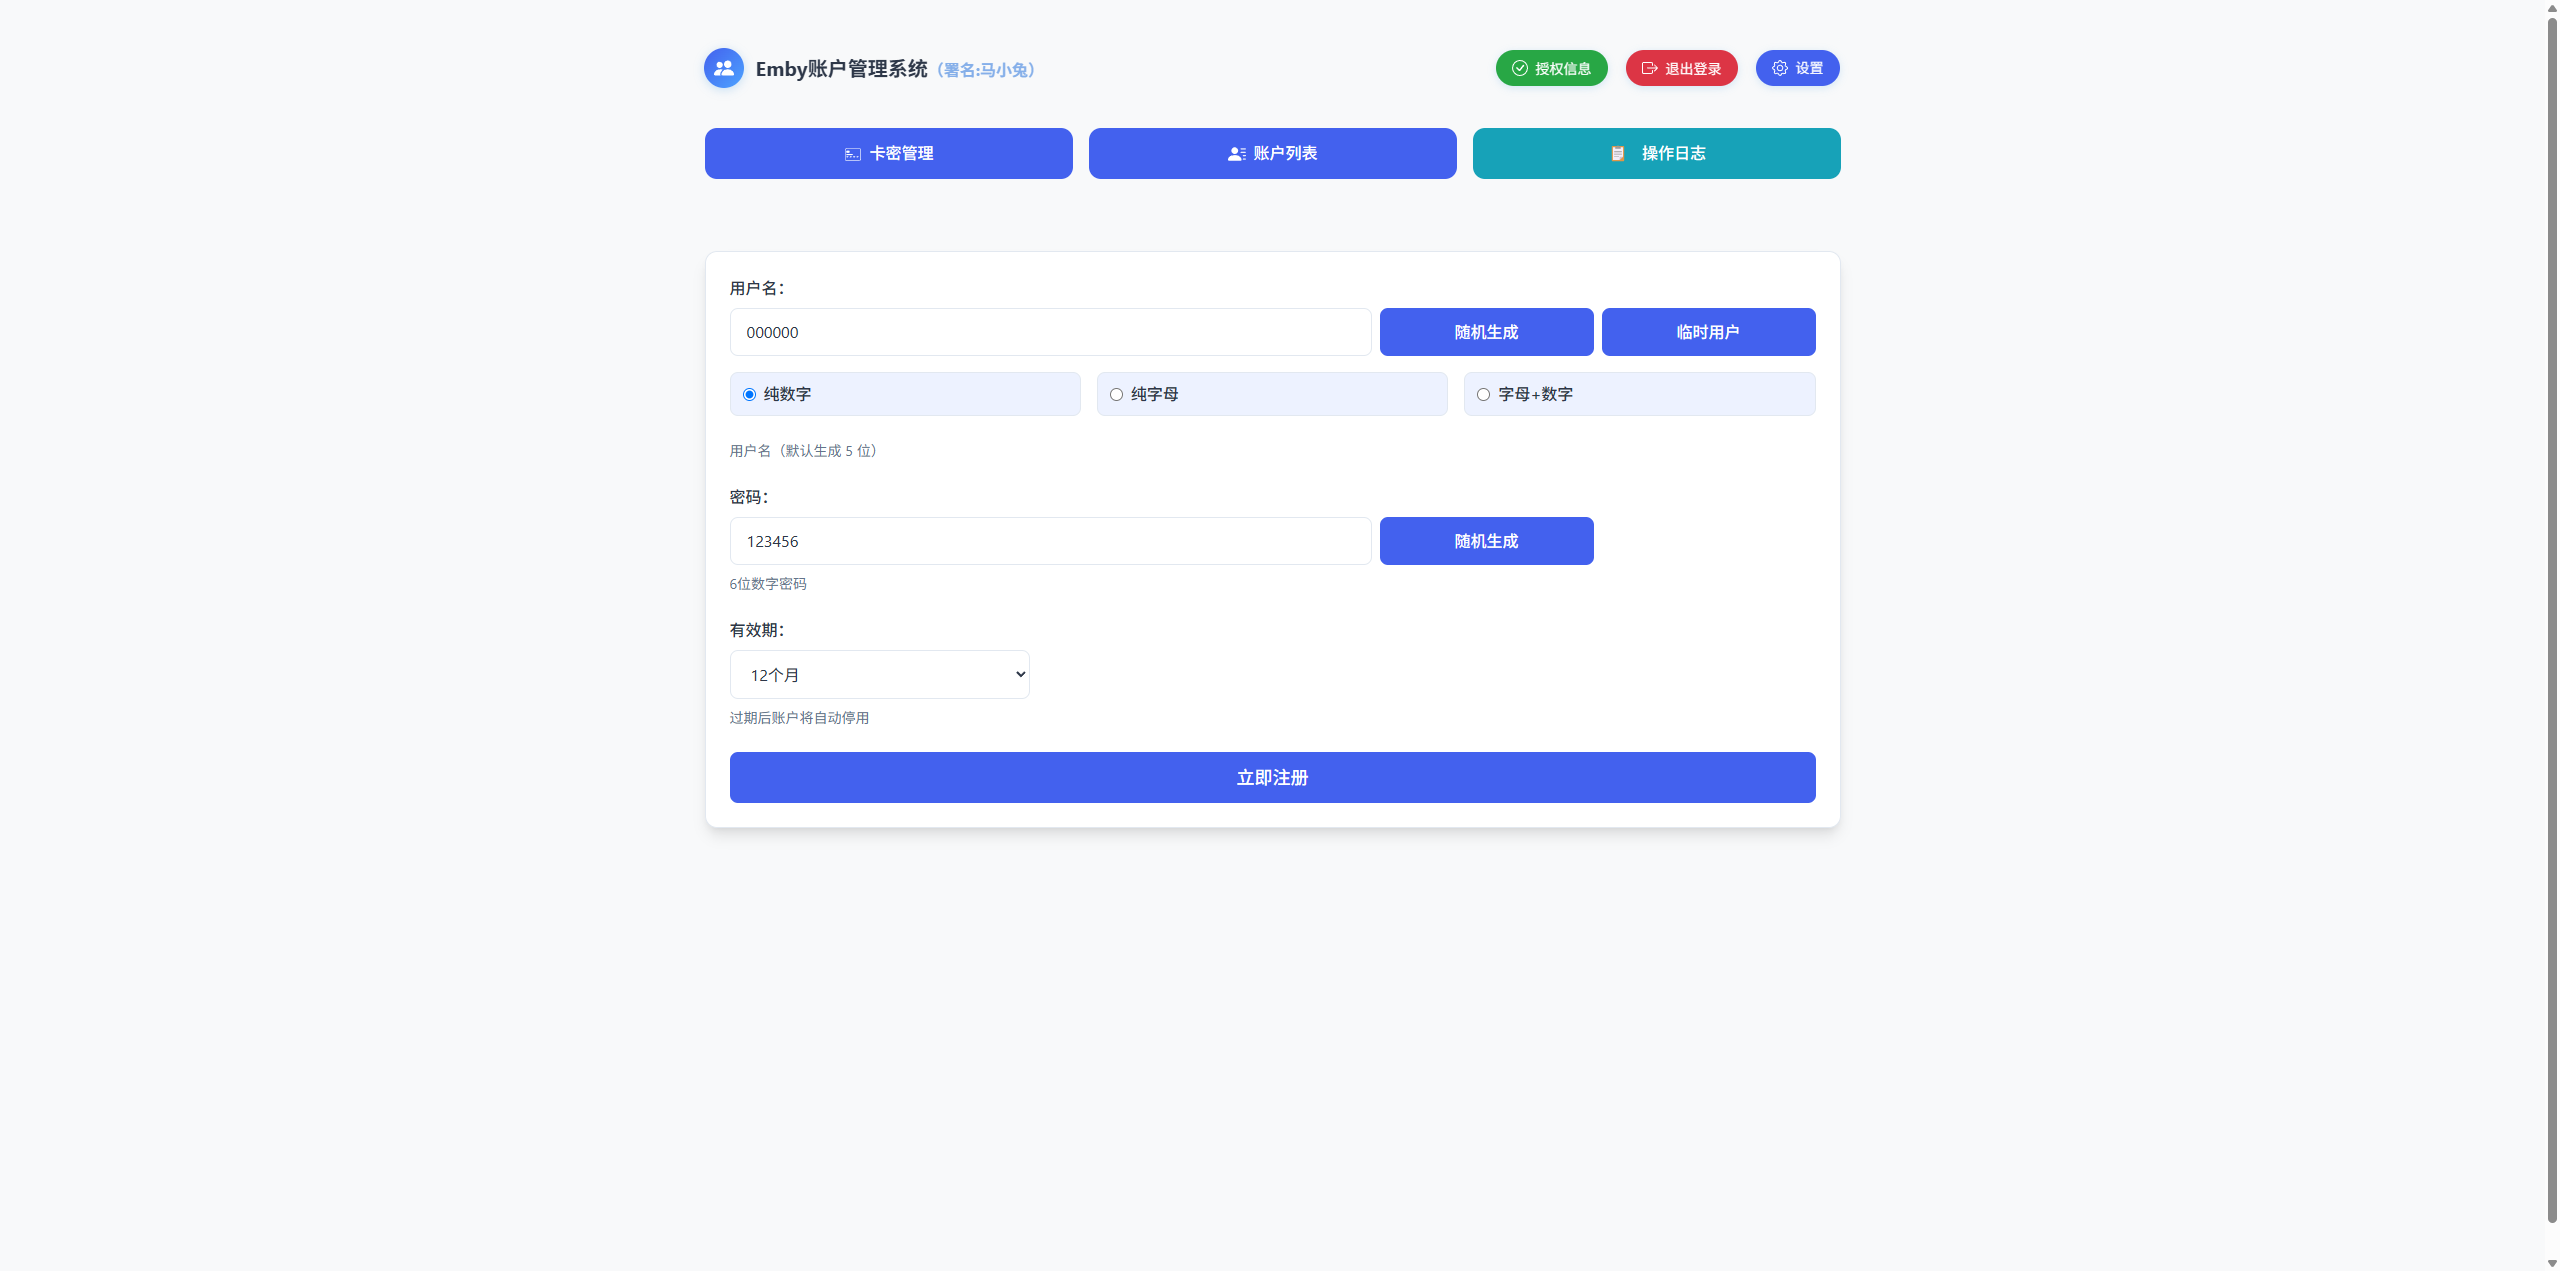 Emby账户管理系统（署名:马小兔）
授权信息
退出登录
设置
卡密管理
账户列表
操作日志
用户名：
000000
随机生成
临时用户
纯数字
纯字母
字母+数字
用户名（默认生成 5 位）
密码：
123456
随机生成
6位数字密码
有效期：
12个月
过期后账户将自动停用
立即注册